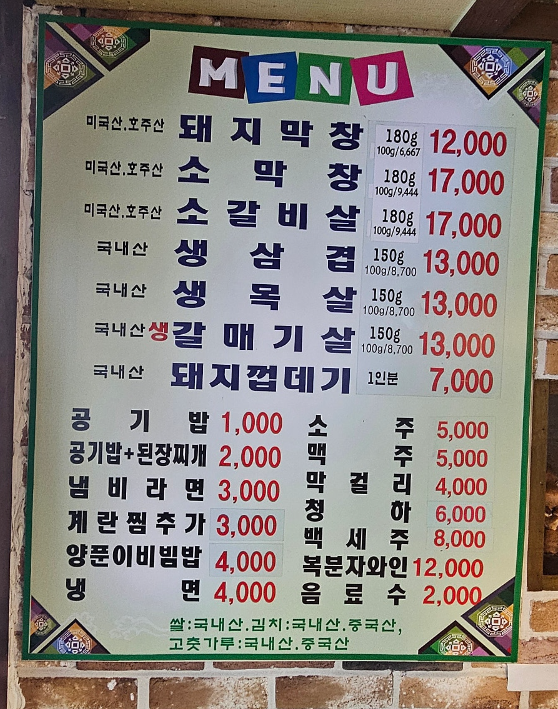 MENU
미국산.호주산 돼지막창 180g 100g/6,667 12,000
미국산.호주산 소막창 180g 100g/9,444 17,000
미국산.호주산 소갈비살 180g 100g/9,444 17,000
국내산 생삼겹 150g 100g/8,700 13,000
국내산 생목살 150g 100g/8,700 13,000
국내산 생갈매기살 150g 100g/8,700 13,000
국내산 돼지껍데기 1인분 7,000
공기밥 1,000
공기밥+된장찌개 2,000
냄비라면 3,000
계란찜추가 3,000
양푼이비빔밥 4,000
냉면 4,000
소주 5,000
맥주 5,000
막걸리 4,000
청하 6,000
백세주 8,000
복분자와인 12,000
음료수 2,000
쌀:국내산.김치:국내산.중국산,
고춧가루:국내산.중국산